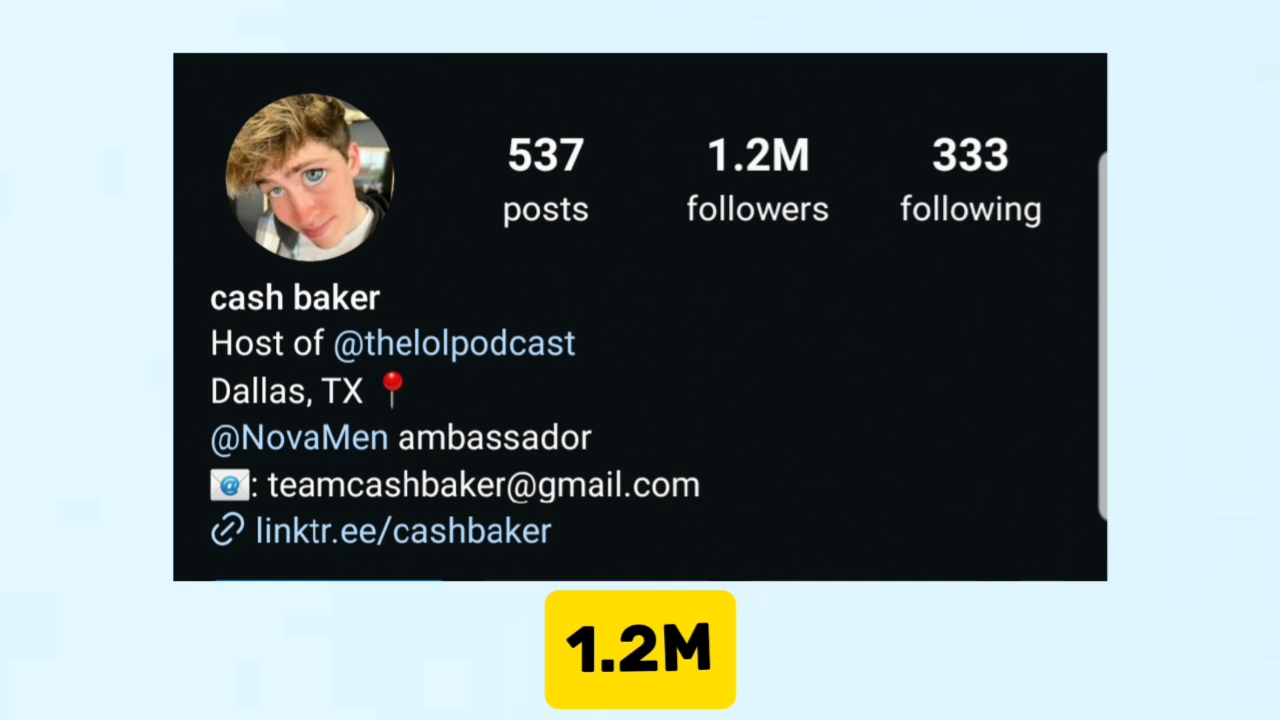 537 1.2M 333
posts followers following
cash baker
Host of @thelolpodcast
Dallas, TX 📍
@NovaMen ambassador
📧: teamcashbaker@gmail.com
linktr.ee/cashbaker
1.2M